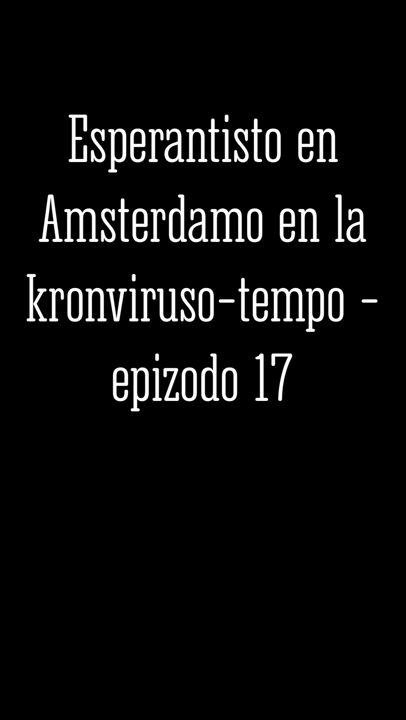 Esperantisto en
Amsterdamo en la
kronviruso-tempo -
epizodo 17